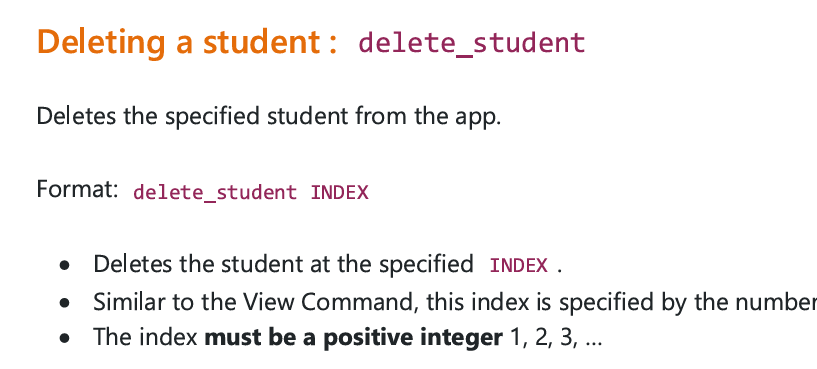 Deleting a student : delete_student
Deletes the specified student from the app.
Format: delete_student INDEX
• Deletes the student at the specified INDEX .
• Similar to the View Command, this index is specified by the number
• The index must be a positive integer 1, 2, 3, …